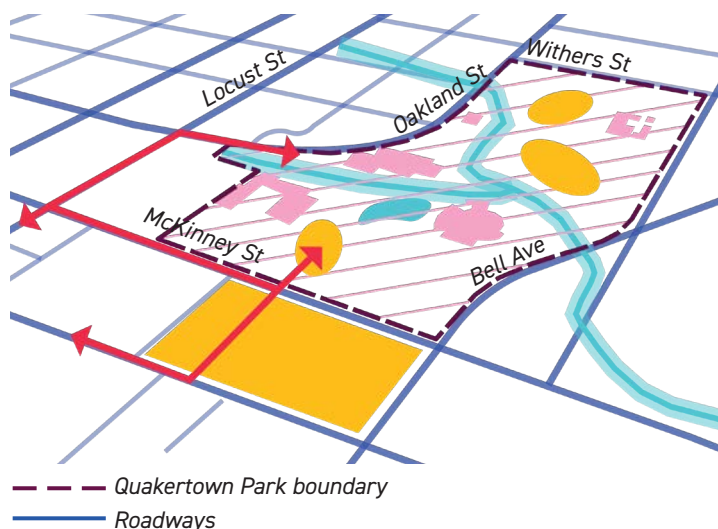 Locust St
Oakland St
Withers St
McKinney St
Bell Ave
Quakertown Park boundary
Roadways